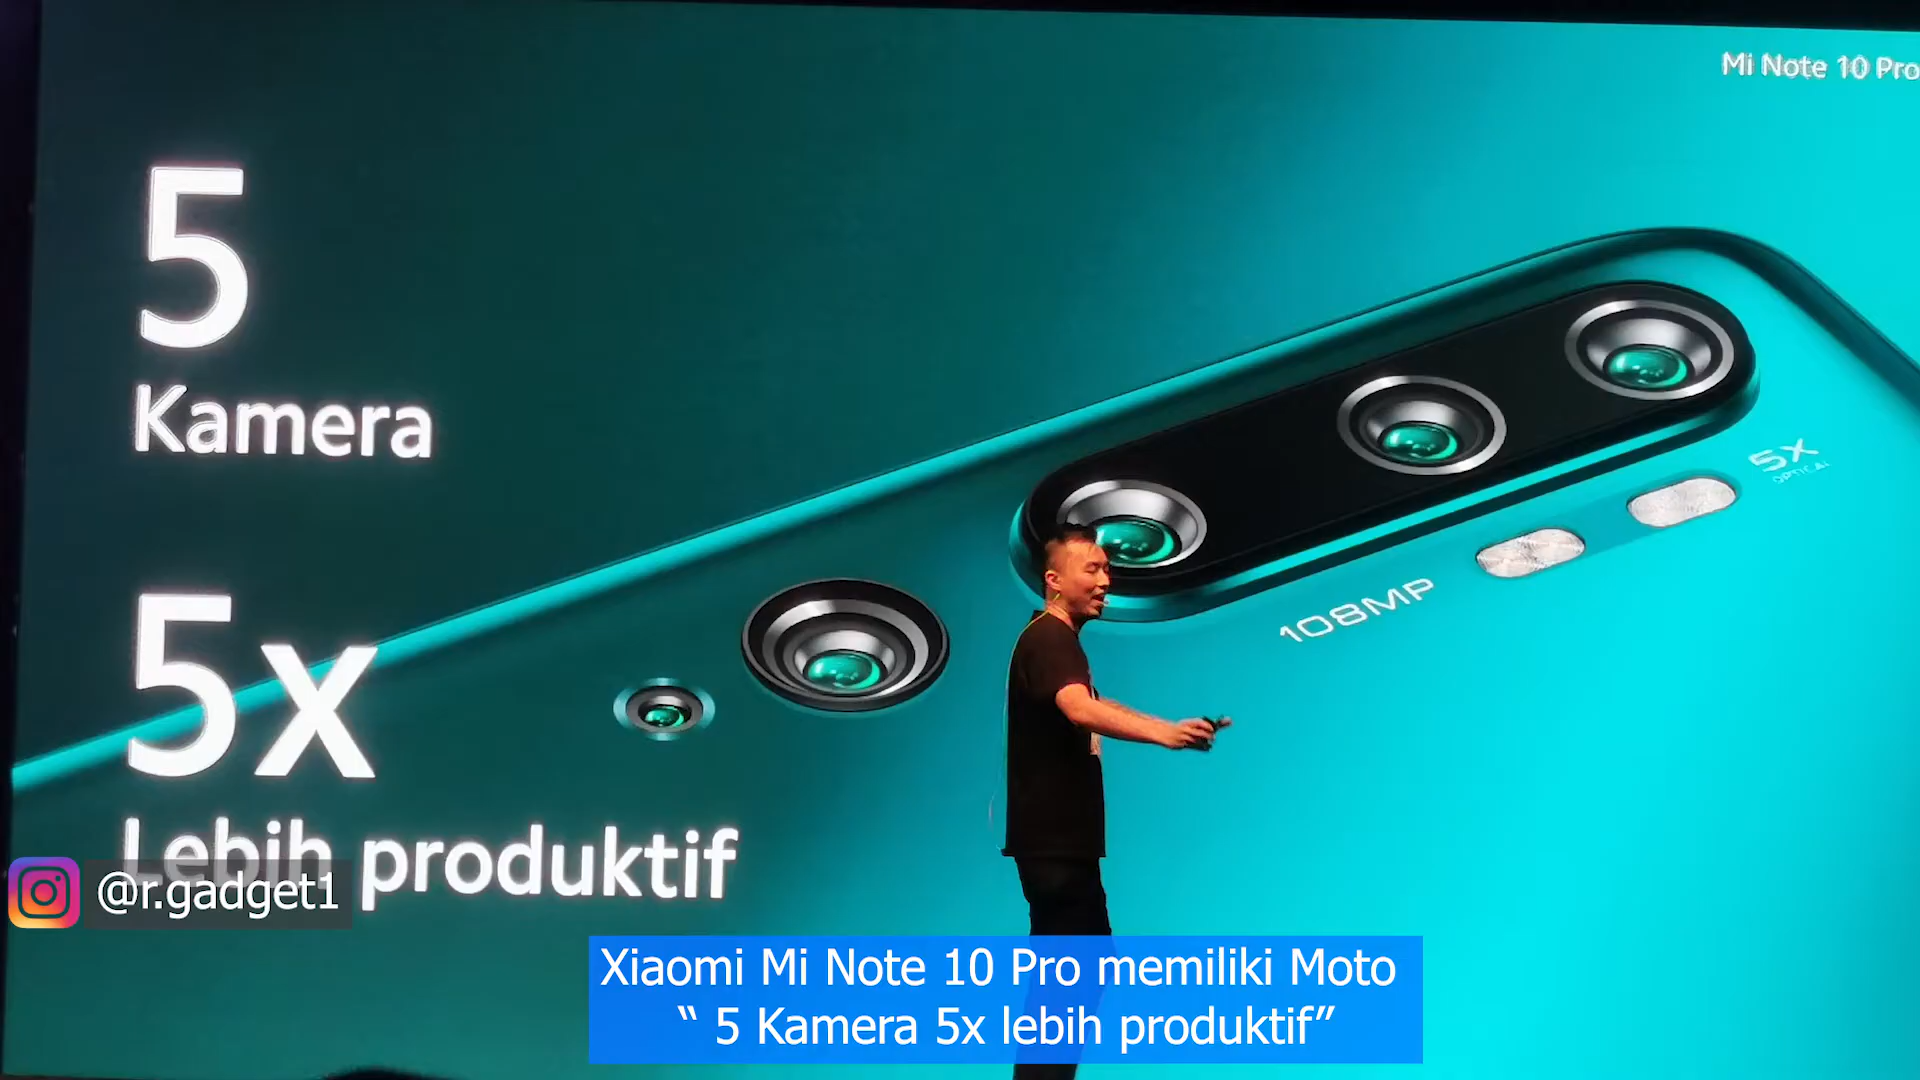 Mi Note 10 Pro
5
Kamera
5x
Lebih produktif
5X
OPTICAL
108MP
@r.gadget1
Xiaomi Mi Note 10 Pro memiliki Moto
“ 5 Kamera 5x lebih produktif”